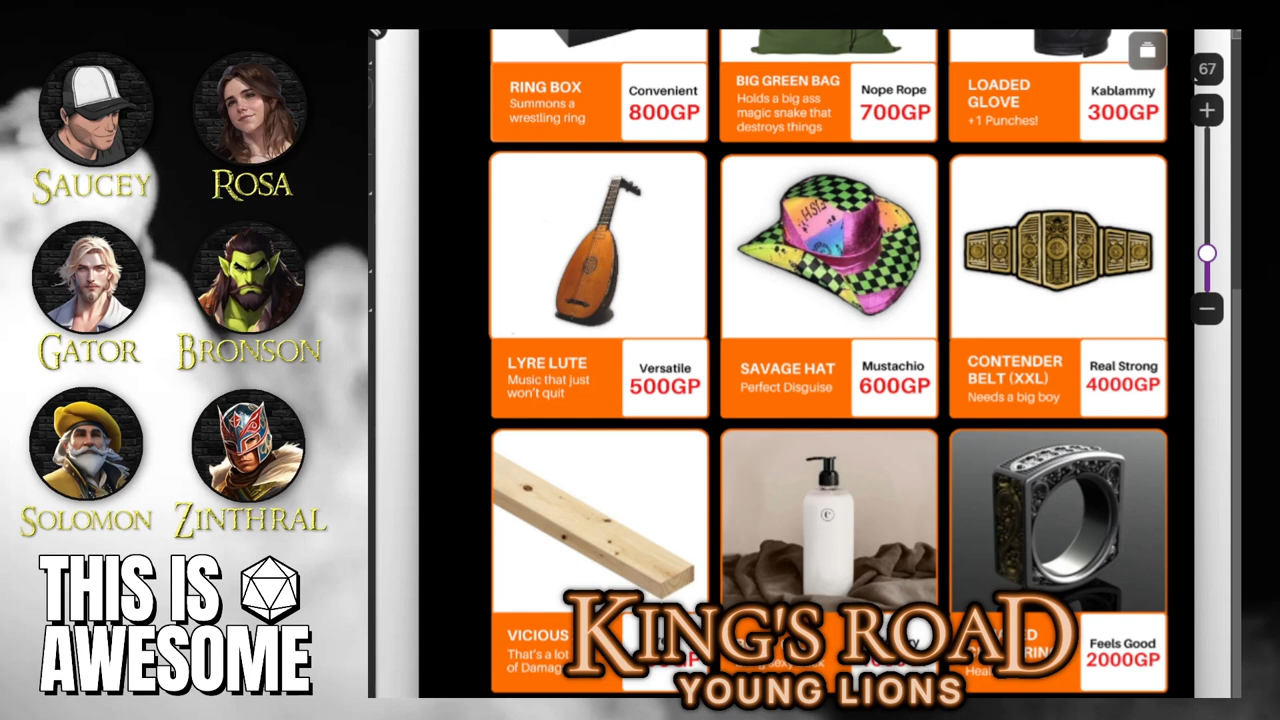 SAUCEY
ROSA
GATOR
BRONSON
SOLOMON
ZINTHRAL
THIS IS
AWESOME
67
RING BOX
Summons a
wrestling ring
Convenient
800GP
BIG GREEN BAG
Holds a big ass
magic snake that
destroys things
Nope Rope
700GP
LOADED
GLOVE
+1 Punches!
Kablammy
300GP
LYRE LUTE
Music that just
won't quit
Versatile
500GP
FISH
SAVAGE HAT
Perfect Disguise
Mustachio
600GP
CONTENDER
BELT (XXL)
Needs a big boy
Real Strong
4000GP
VICIOUS
That's a lot
of Damag
Feels Good
2000GP
KING'S ROAD
YOUNG LIONS